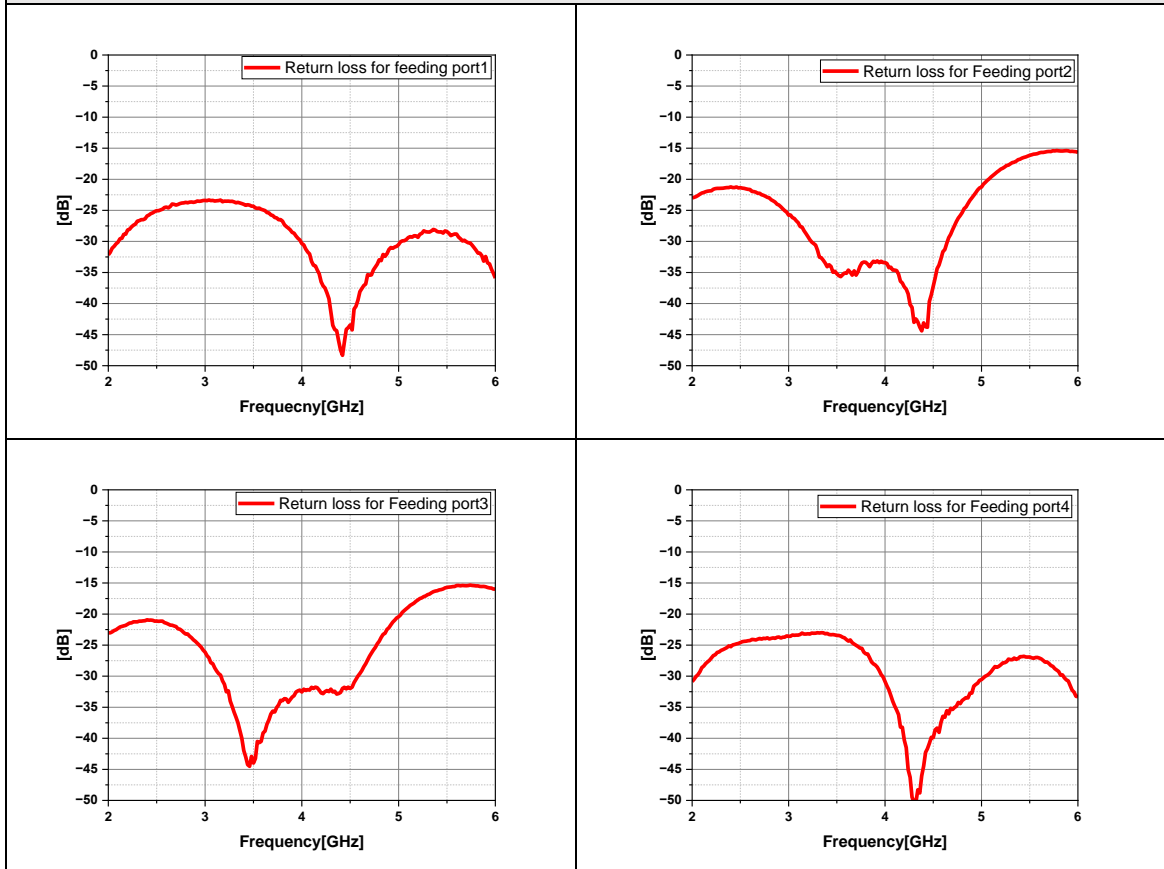 Return loss for feeding port1
0
−5
−10
−15
−20
−25
−30
−35
−40
−45
−50
[dB]
2 3 4 5 6
Frequecny[GHz]
Return loss for Feeding port2
0
−5
−10
−15
−20
−25
−30
−35
−40
−45
−50
[dB]
2 3 4 5 6
Frequency[GHz]
Return loss for Feeding port3
0
−5
−10
−15
−20
−25
−30
−35
−40
−45
−50
[dB]
2 3 4 5 6
Frequency[GHz]
Return loss for Feeding port4
0
−5
−10
−15
−20
−25
−30
−35
−40
−45
−50
[dB]
2 3 4 5 6
Frequency[GHz]